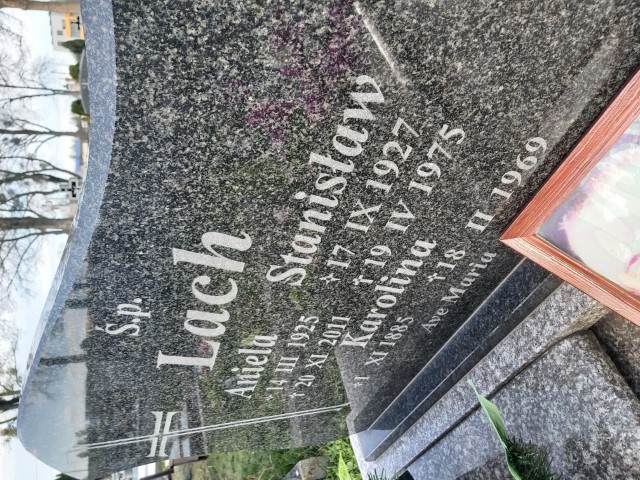 Ś.p.
Lach
Aniela
* 14 III 1925
† 20 XI 2011
Stanisław
* 17 IX 1927
† 19 IV 1975
Karolina
1 XI 1885
† 18 II 1969
Ave Maria